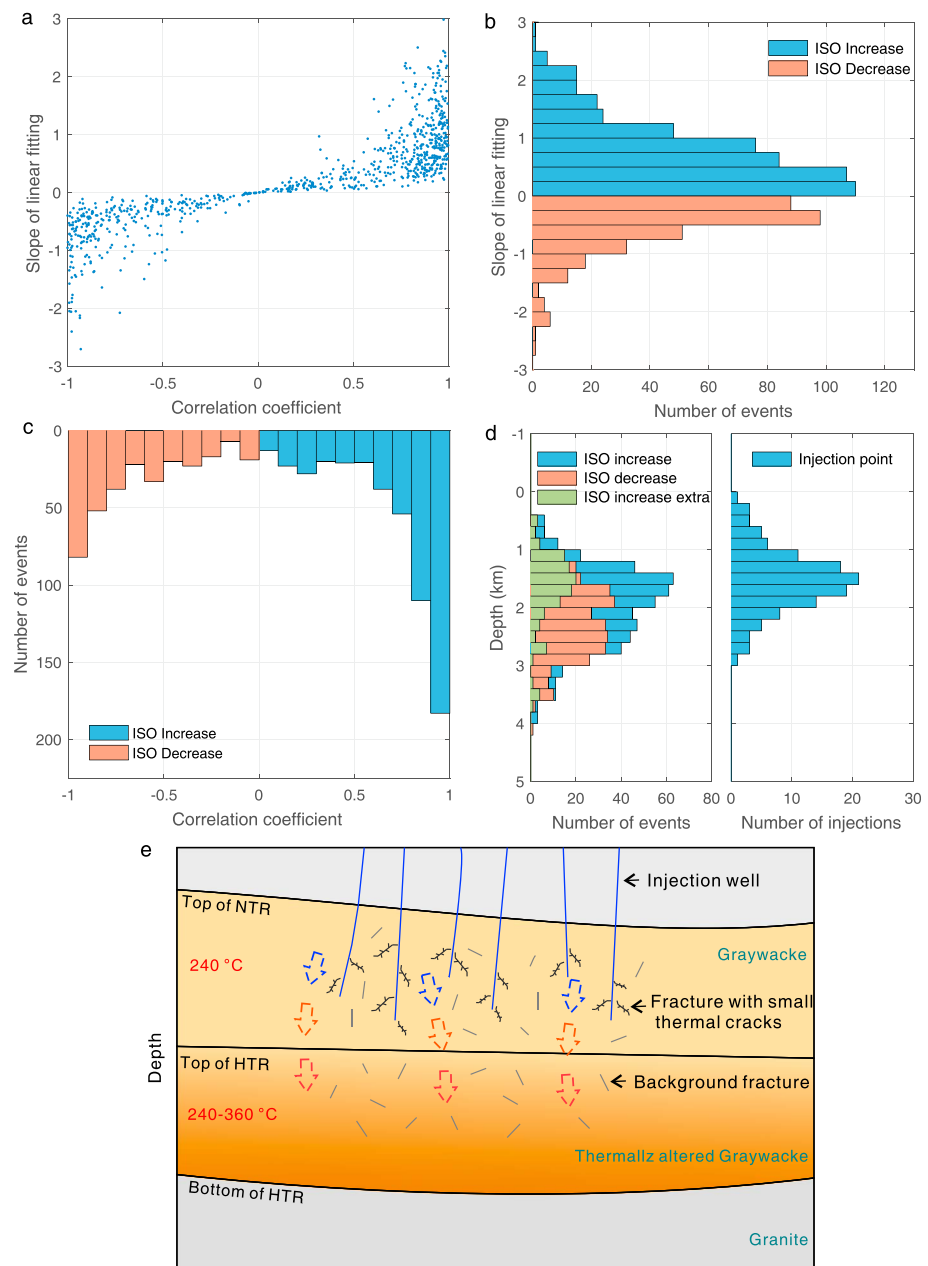 a
3
2
1
0
-1
-2
-3
Slope of linear fitting
-1
-0.5
0
0.5
1
Correlation coefficient
b
3
2
1
0
-1
-2
-3
Slope of linear fitting
ISO Increase
ISO Decrease
0
20
40
60
80
100
120
Number of events
c
0
50
100
150
200
Number of events
ISO Increase
ISO Decrease
-1
-0.5
0
0.5
1
Correlation coefficient
d
-1
0
1
2
3
4
5
Depth (km)
ISO increase
ISO decrease
ISO increase extra
0
20
40
60
80
Number of events
Injection point
0
10
20
30
Number of injections
e
Depth
Injection well
Top of NTR
240 °C
Graywacke
Fracture with small
thermal cracks
Top of HTR
Background fracture
240-360 °C
Thermallz altered Graywacke
Bottom of HTR
Granite